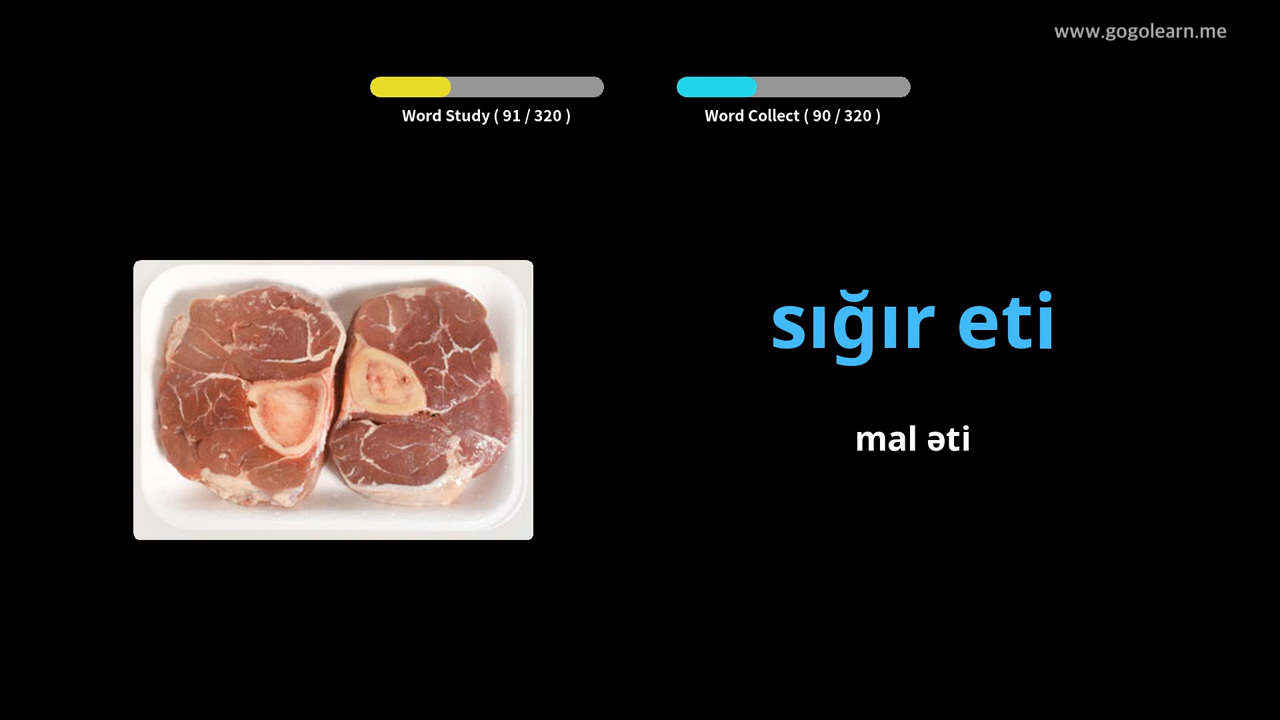 www.gogolearn.me
Word Study ( 91 / 320 )
Word Collect ( 90 / 320 )
sığır eti
mal əti